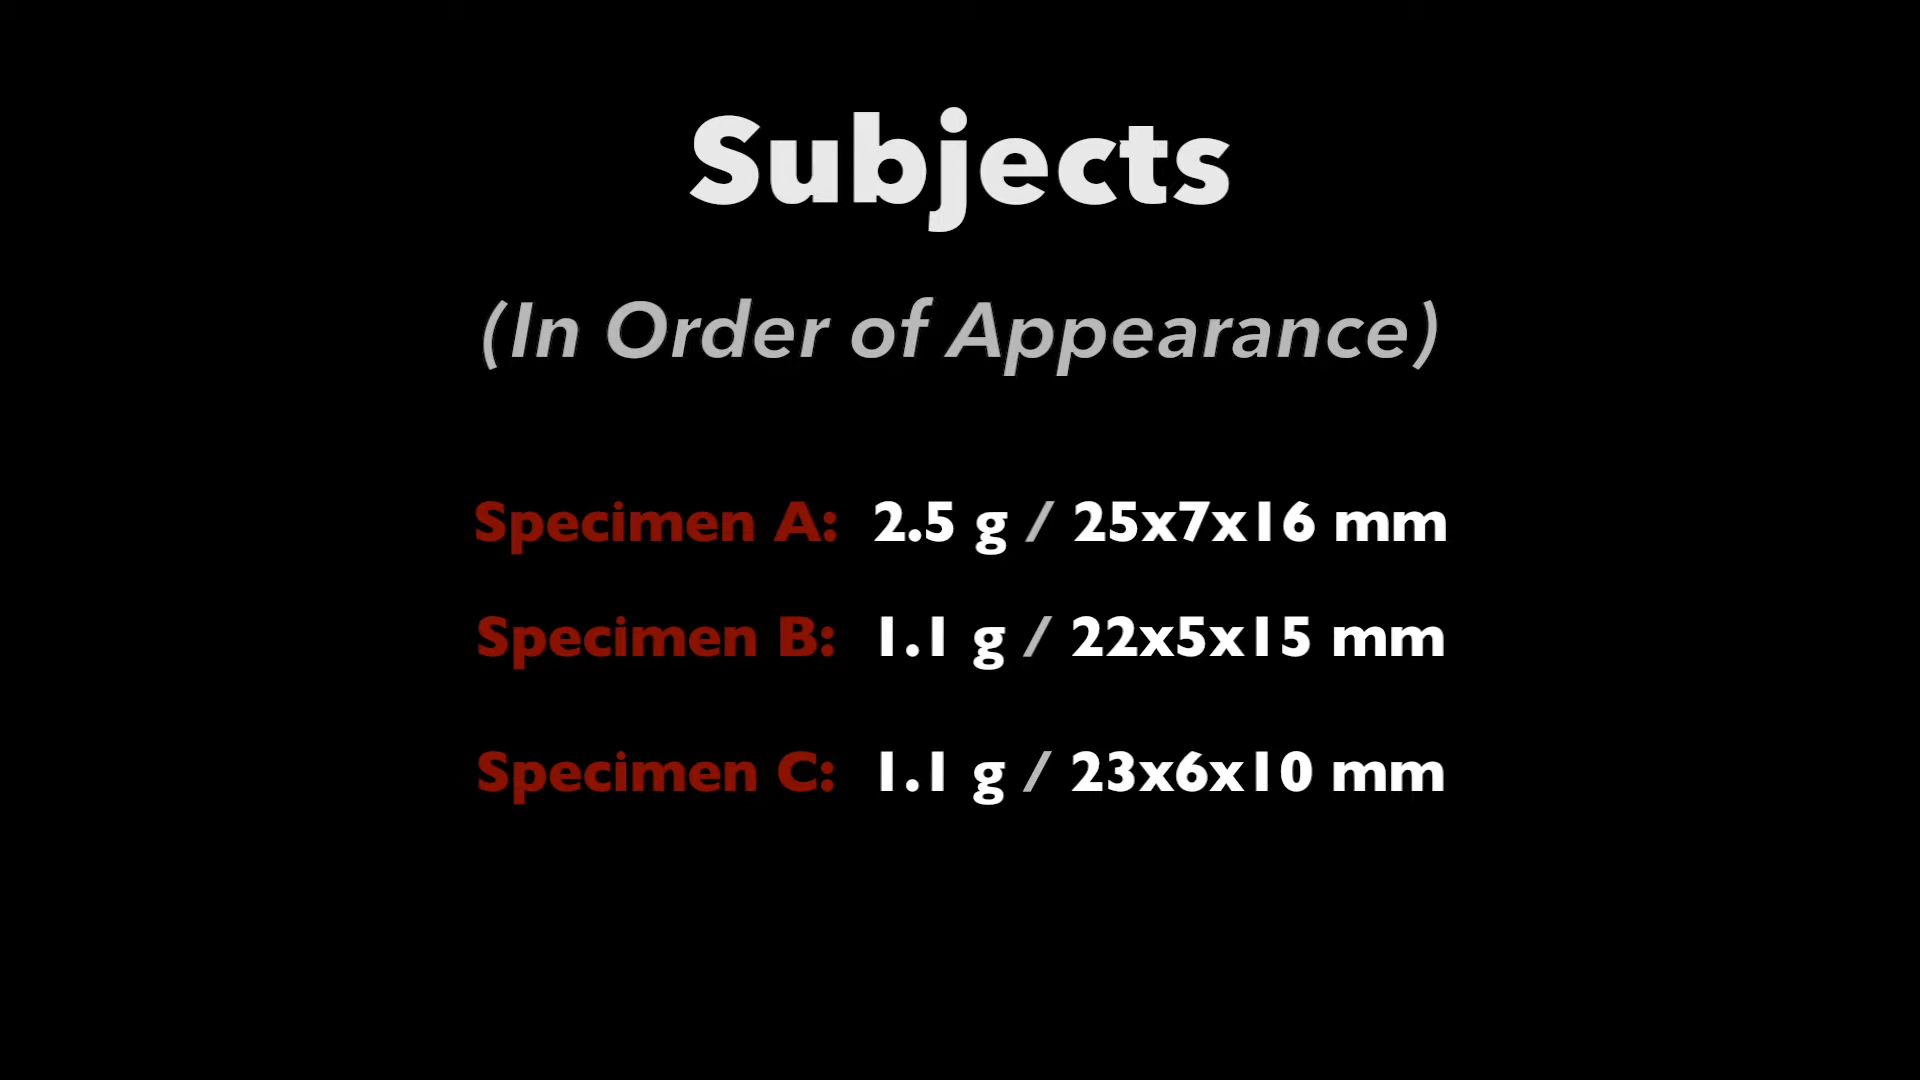 Subjects
(In Order of Appearance)
Specimen A: 2.5 g / 25x7x16 mm
Specimen B: 1.1 g / 22x5x15 mm
Specimen C: 1.1 g / 23x6x10 mm